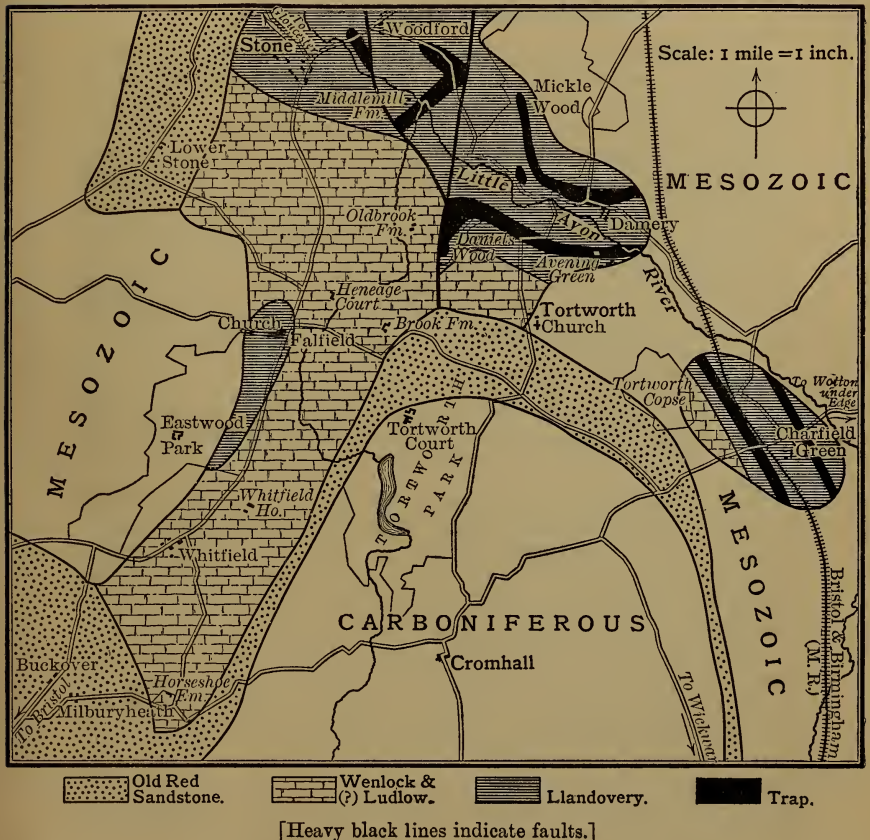 To
Gloucester
Stone
Woodford
Scale: 1 mile = 1 inch.
Middlemill
Fm.
Mickle
Wood
Lower
Stone
MESOZOIC
Little
Avon
River
Damery
Oldbrook
Fm.
Daniels
Wood
Avening
Green
MESOZOIC
Heneage
Court
Tortworth
Church
Church
Falfield
Brook Fm.
Tortworth
Copse
To Wotton
under
Edge
Charfield
Green
Eastwood
Park
Tortworth
Court
TORTWORTH
PARK
Whitfield
Ho.
Whitfield
MESOZOIC
CARBONIFEROUS
Cromhall
Buckover
Horseshoe
Fm.
Milburyheath
To Bristol
To Wickwar
Bristol & Birmingham
(M. R.)
Old Red
Sandstone.
Wenlock &
(?) Ludlow.
Llandovery.
Trap.
[Heavy black lines indicate faults.]